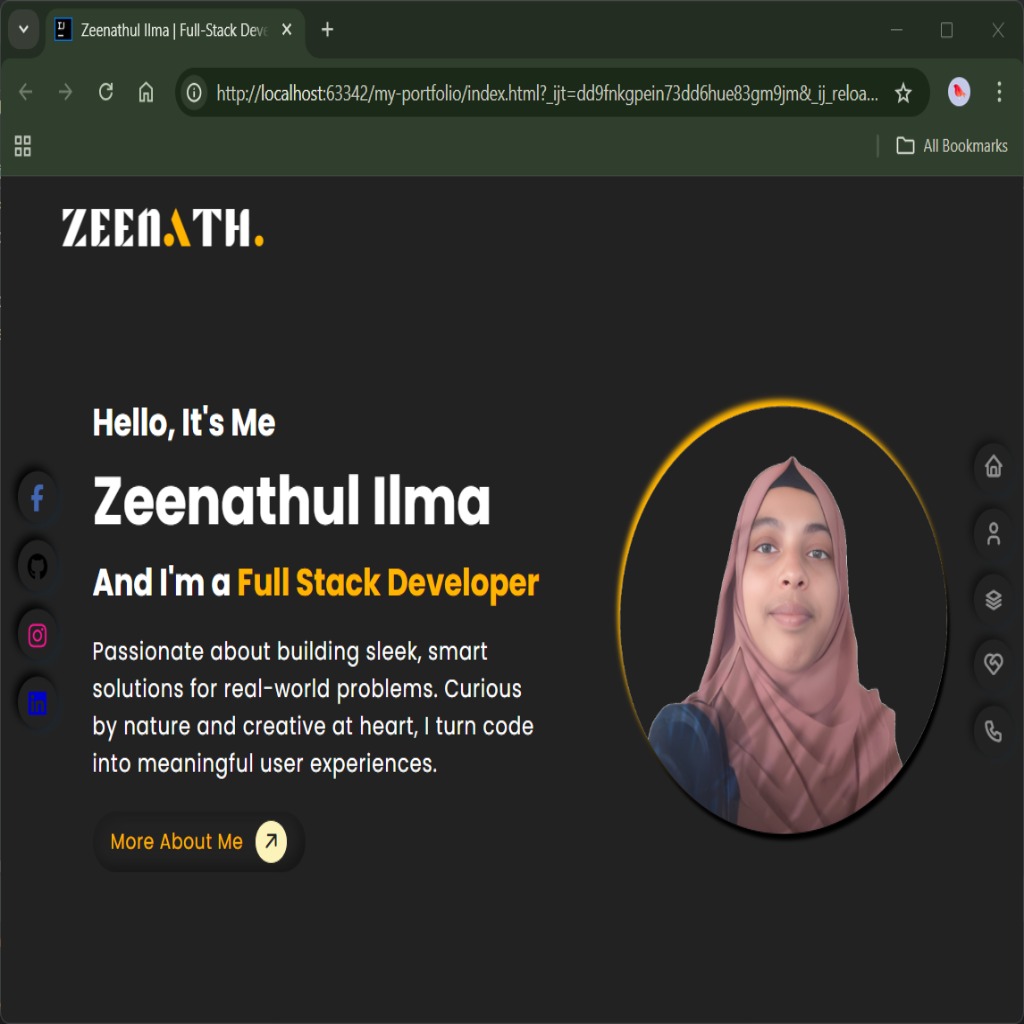 Zeenathul Ilma | Full-Stack Deve
http://localhost:63342/my-portfolio/index.html?_ijt=dd9fnkgpein73dd6hue83gm9jm&_ij_reloa...
All Bookmarks
ZEENATH.
Hello, It's Me
Zeenathul Ilma
And I'm a Full Stack Developer
Passionate about building sleek, smart
solutions for real-world problems. Curious
by nature and creative at heart, I turn code
into meaningful user experiences.
More About Me